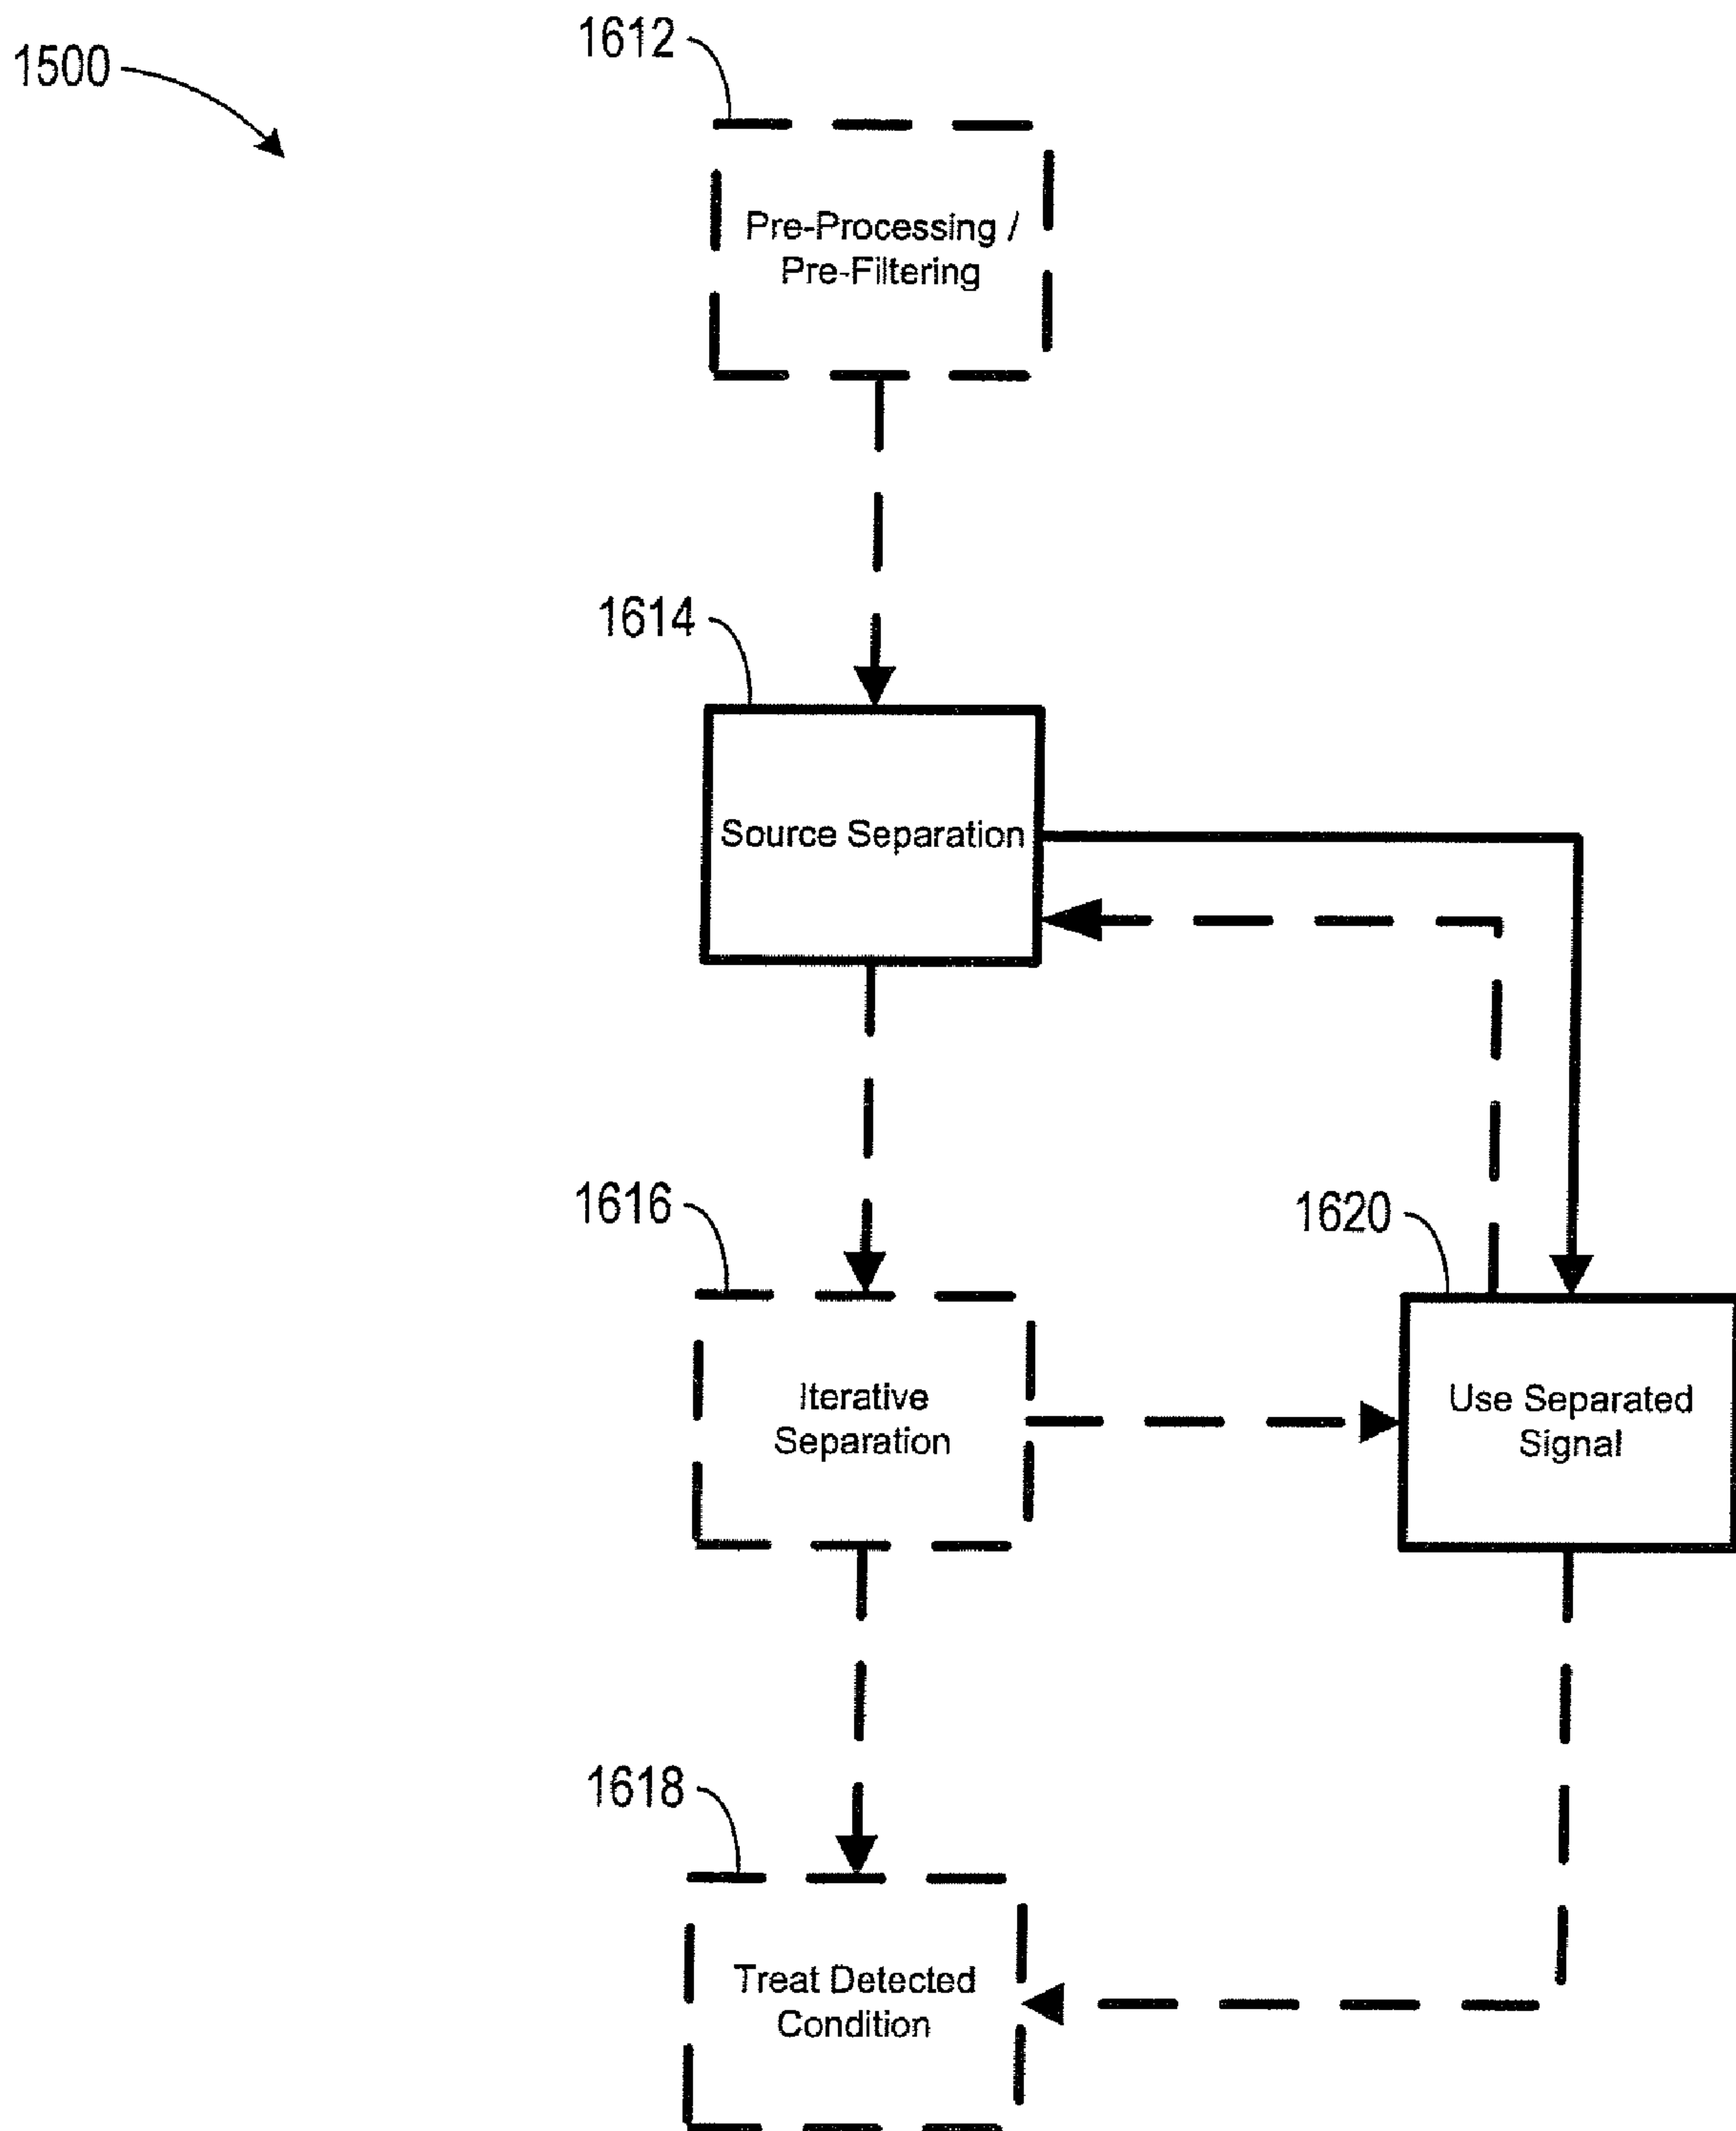 1500
1612
Pre-Processing /
Pre-Filtering
1614
Source Separation
1616
Iterative
Separation
1620
Use Separated
Signal
1618
Treat Detected
Condition